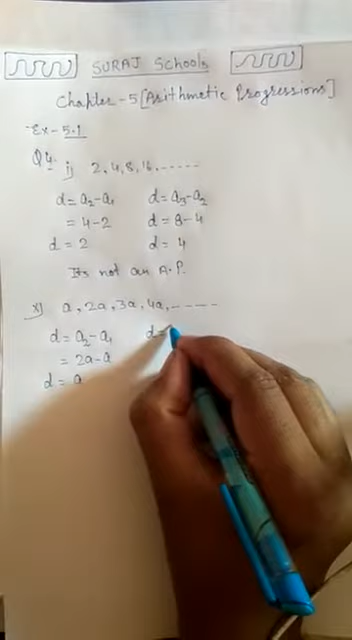 SURAJ Schools
Chapter-5 [Arithmetic Progressions]
Ex-5.1
Q4. i) 2, 4, 8, 16, -----
d = a₂-a₁ d = a₃-a₂
= 4-2 d = 8-4
d = 2 d = 4
Its not an A.P.
x) a, 2a, 3a, 4a, -----
d = a₂-a₁ d =
= 2a-a
d = a